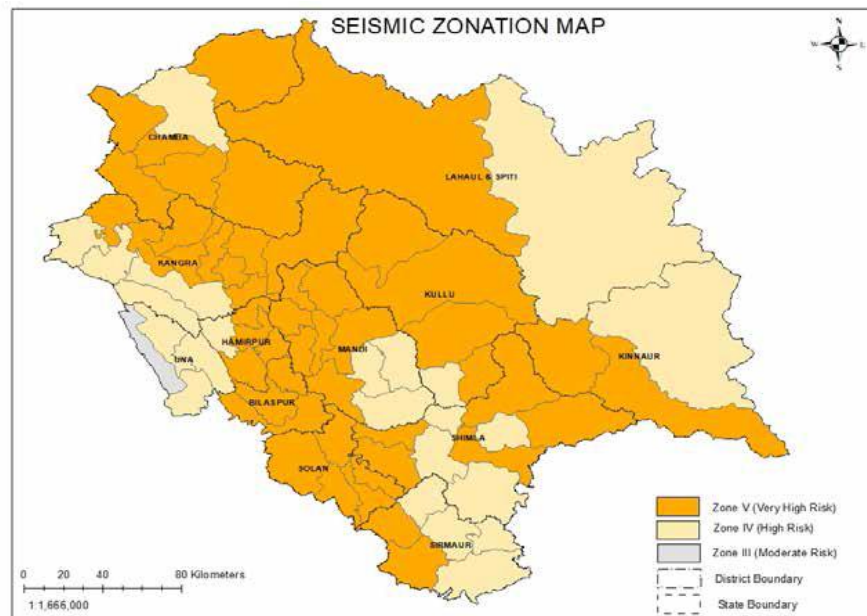 SEISMIC ZONATION MAP
N
W E
S
CHAMBA
LAHAUL & SPITI
KANGRA
KULLU
HAMIRPUR
MANDI
UNA
KINNAUR
BILASPUR
SHIMLA
SOLAN
SIRMAUR
Zone V (Very High Risk)
Zone IV (High Risk)
Zone III (Moderate Risk)
District Boundary
State Boundary
0 20 40 80 Kilometers
1:1,666,000